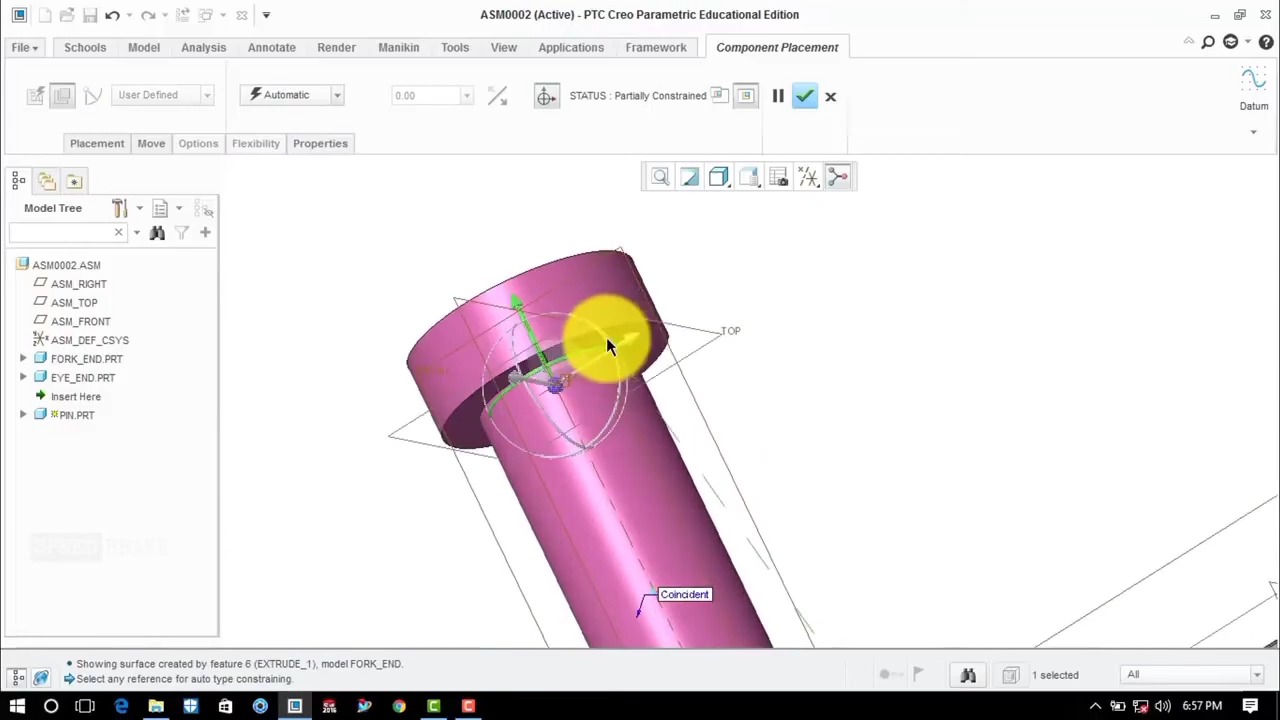 ASM0002 (Active) - PTC Creo Parametric Educational Edition
File Schools Model Analysis Annotate Render Manikin Tools View Applications Framework Component Placement
User Defined Automatic 0.00 STATUS : Partially Constrained
Datum
Placement Move Options Flexibility Properties
Model Tree
ASM0002.ASM
ASM_RIGHT
ASM_TOP
ASM_FRONT
ASM_DEF_CSYS
FORK_END.PRT
EYE_END.PRT
Insert Here
PIN.PRT
TOP
Coincident
Showing surface created by feature 6 (EXTRUDE_1), model FORK_END.
Select any reference for auto type constraining.
1 selected
All
6:57 PM